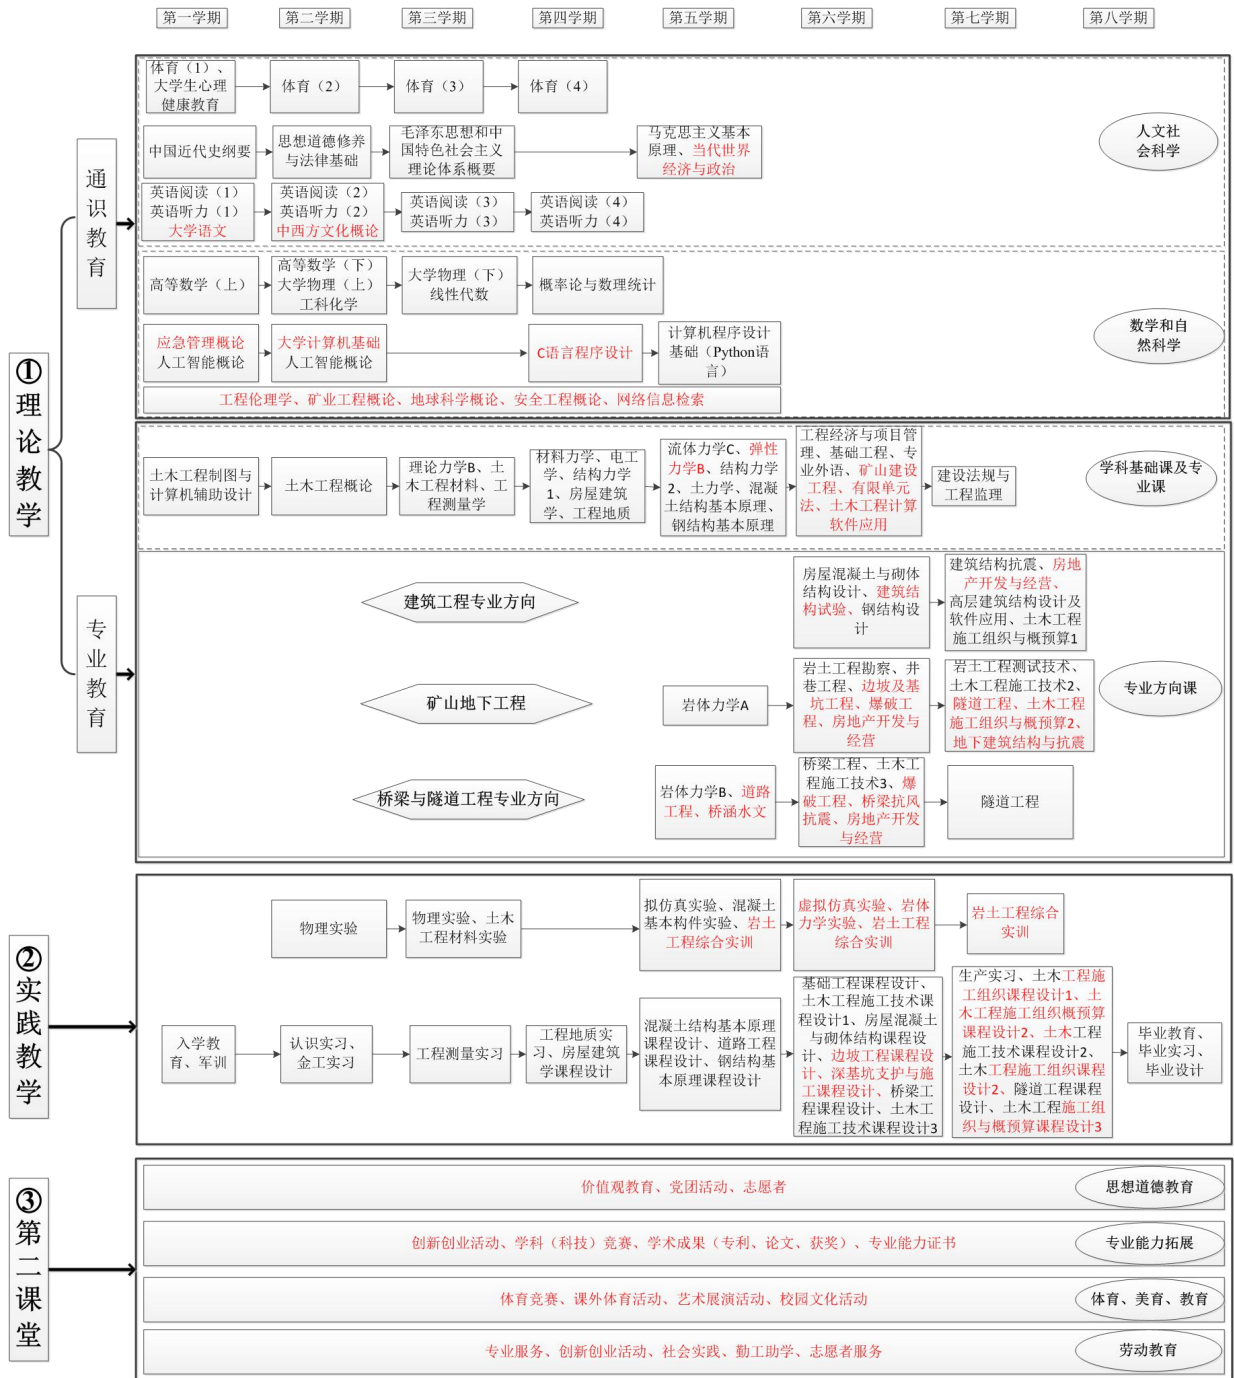 第一学期
第二学期
第三学期
第四学期
第五学期
第六学期
第七学期
第八学期
①理论教学
通识教育
体育（1）、
大学生心理
健康教育
体育（2）
体育（3）
体育（4）
中国近代史纲要
思想道德修养
与法律基础
毛泽东思想和中
国特色社会主义
理论体系概要
马克思主义基本
原理、当代世界
经济与政治
人文社
会科学
英语阅读（1）
英语听力（1）
大学语文
英语阅读（2）
英语听力（2）
中西方文化概论
英语阅读（3）
英语听力（3）
英语阅读（4）
英语听力（4）
高等数学（上）
高等数学（下）
大学物理（上）
工科化学
大学物理（下）
线性代数
概率论与数理统计
应急管理概论
人工智能概论
大学计算机基础
人工智能概论
C语言程序设计
计算机程序设计
基础（Python语
言）
数学和自
然科学
工程伦理学、矿业工程概论、地球科学概论、安全工程概论、网络信息检索
专业教育
土木工程制图与
计算机辅助设计
土木工程概论
理论力学B、土
木工程材料、工
程测量学
材料力学、电工
学、结构力学
1、房屋建筑
学、工程地质
流体力学C、弹性
力学B、结构力学
2、土力学、混凝
土结构基本原理、
钢结构基本原理
工程经济与项目管
理、基础工程、专
业外语、矿山建设
工程、有限单元
法、土木工程计算
软件应用
建设法规与
工程监理
学科基础课及专
业课
建筑工程专业方向
房屋混凝土与砌体
结构设计、建筑结
构试验、钢结构设
计
建筑结构抗震、房地
产开发与经营、
高层建筑结构设计及
软件应用、土木工程
施工组织与概预算1
矿山地下工程
岩体力学A
岩土工程勘察、井
巷工程、边坡及基
坑工程、爆破工
程、房地产开发与
经营
岩土工程测试技术、
土木工程施工技术2、
隧道工程、土木工程
施工组织与概预算2、
地下建筑结构与抗震
专业方向课
桥梁与隧道工程专业方向
岩体力学B、道路
工程、桥涵水文
桥梁工程、土木工
程施工技术3、爆
破工程、桥梁抗风
抗震、房地产开发
与经营
隧道工程
②实践教学
物理实验
物理实验、土木
工程材料实验
拟仿真实验、混凝土
基本构件实验、岩土
工程综合实训
虚拟仿真实验、岩体
力学实验、岩土工程
综合实训
岩土工程综合
实训
入学教
育、军训
认识实习、
金工实习
工程测量实习
工程地质实
习、房屋建筑
学课程设计
混凝土结构基本原理
课程设计、道路工程
课程设计、钢结构基
本原理课程设计
基础工程课程设计、
土木工程施工技术课
程设计1、房屋混凝土
与砌体结构课程设
计、边坡工程课程设
计、深基坑支护与施
工课程设计、桥梁工
程课程设计、土木工
程施工技术课程设计3
生产实习、土木工程施
工组织课程设计1、土
木工程施工组织概预算
课程设计2、土木工程
施工技术课程设计2、
土木工程施工组织课程
设计2、隧道工程课程
设计、土木工程施工组
织与概预算课程设计3
毕业教育、
毕业实习、
毕业设计
③第二课堂
价值观教育、党团活动、志愿者
思想道德教育
创新创业活动、学科（科技）竞赛、学术成果（专利、论文、获奖）、专业能力证书
专业能力拓展
体育竞赛、课外体育活动、艺术展演活动、校园文化活动
体育、美育、教育
专业服务、创新创业活动、社会实践、勤工助学、志愿者服务
劳动教育